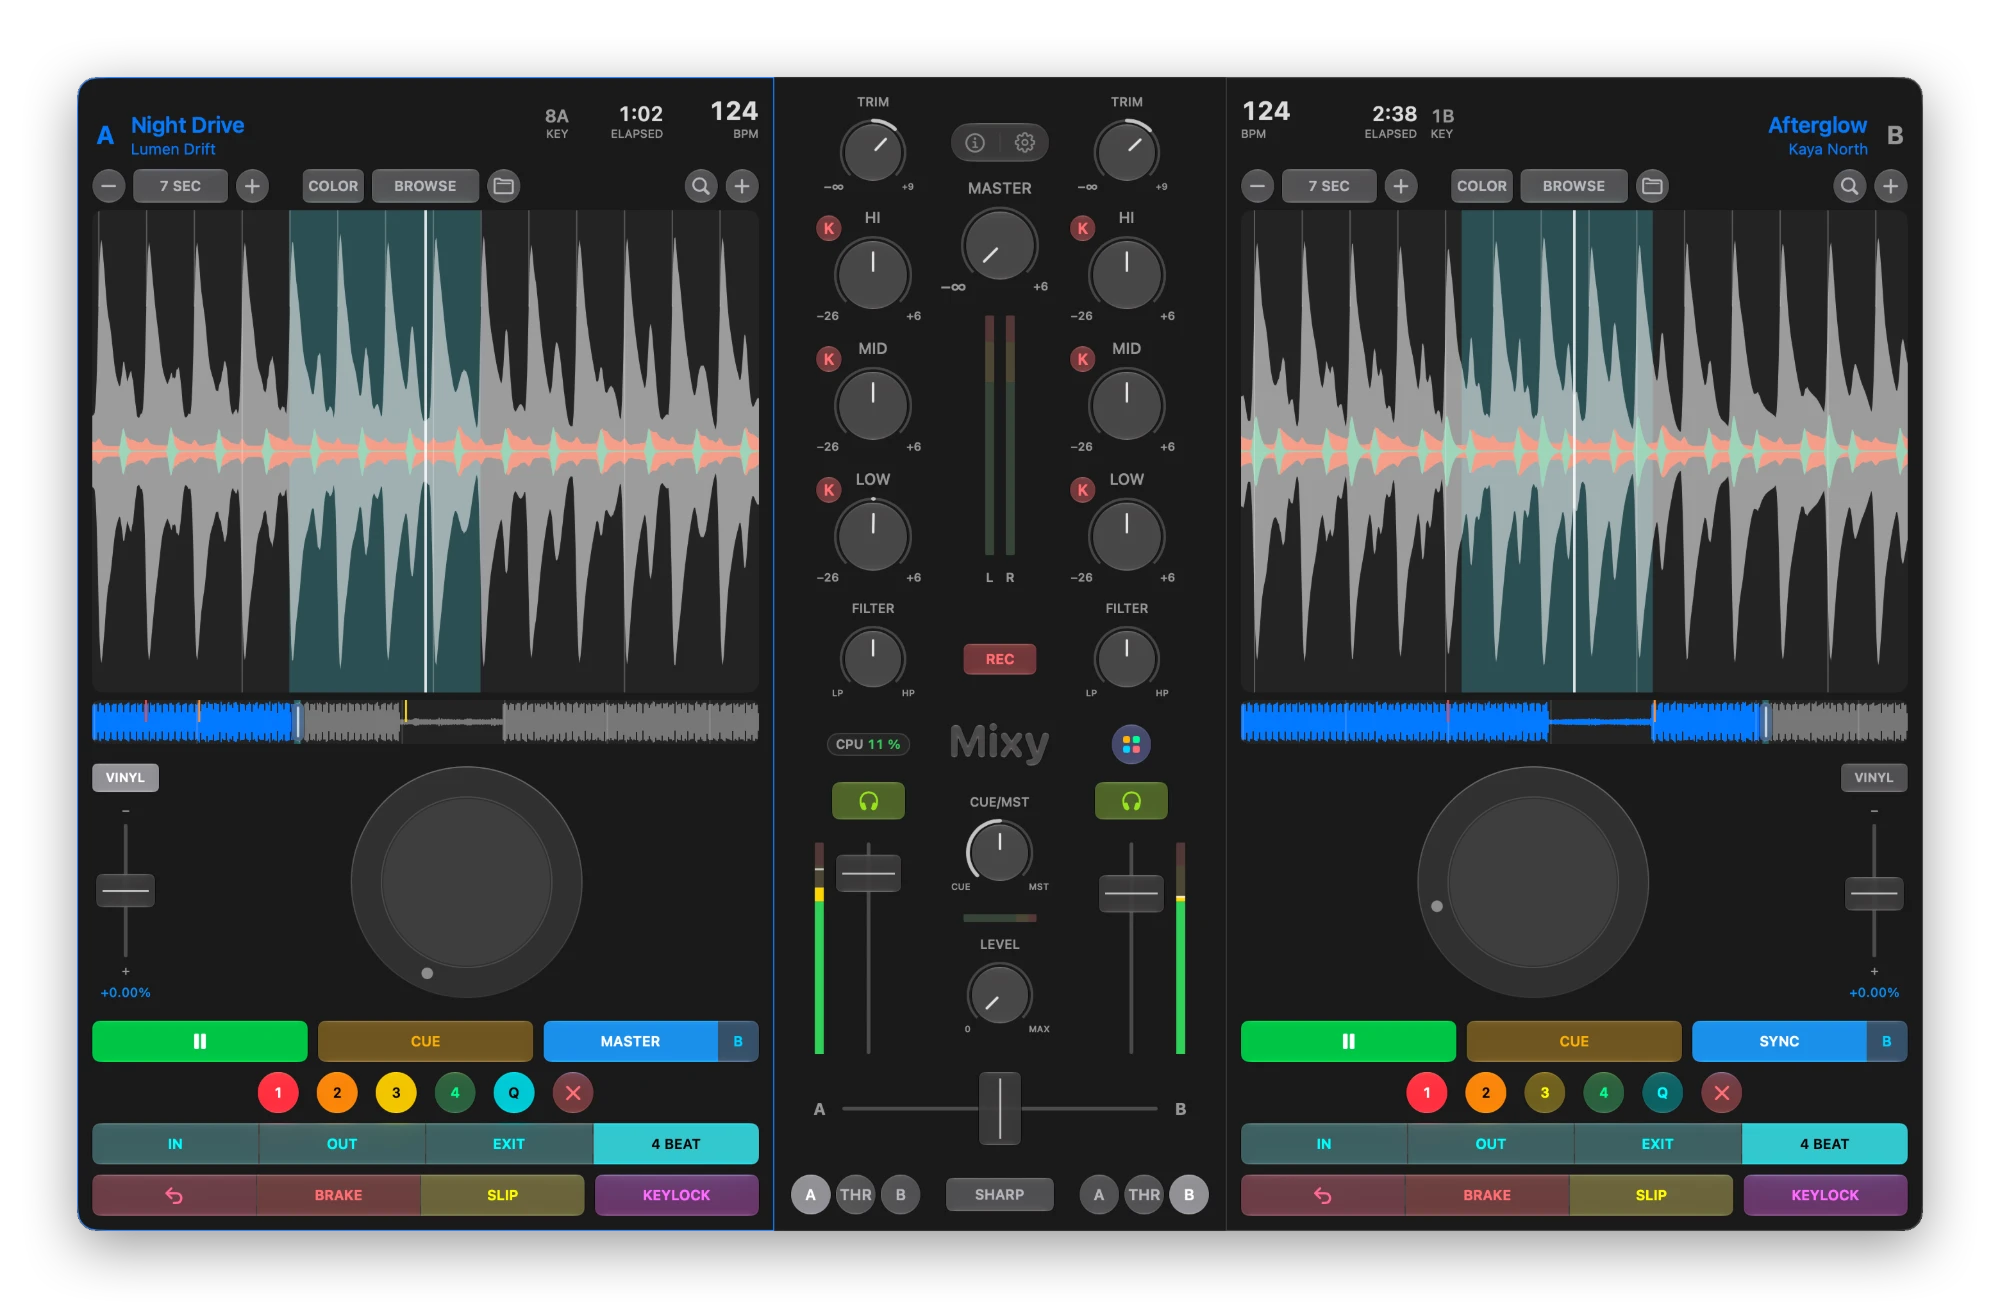 A
Night Drive
Lumen Drift
8A
KEY
1:02
ELAPSED
124
BPM
7 SEC
COLOR
BROWSE
VINYL
−
+
+0.00%
CUE
MASTER
B
1
2
3
4
Q
IN
OUT
EXIT
4 BEAT
BRAKE
SLIP
KEYLOCK
TRIM
−∞
+9
K
HI
−26
+6
K
MID
−26
+6
K
LOW
−26
+6
FILTER
LP
HP
CPU 11 %
MASTER
−∞
+6
L R
REC
Mixy
CUE/MST
CUE
MST
LEVEL
0
MAX
TRIM
−∞
+9
K
HI
−26
+6
K
MID
−26
+6
K
LOW
−26
+6
FILTER
LP
HP
A
B
A
THR
B
SHARP
A
THR
B
124
BPM
2:38
ELAPSED
1B
KEY
Afterglow
Kaya North
B
7 SEC
COLOR
BROWSE
VINYL
−
+
+0.00%
CUE
SYNC
B
1
2
3
4
Q
IN
OUT
EXIT
4 BEAT
BRAKE
SLIP
KEYLOCK